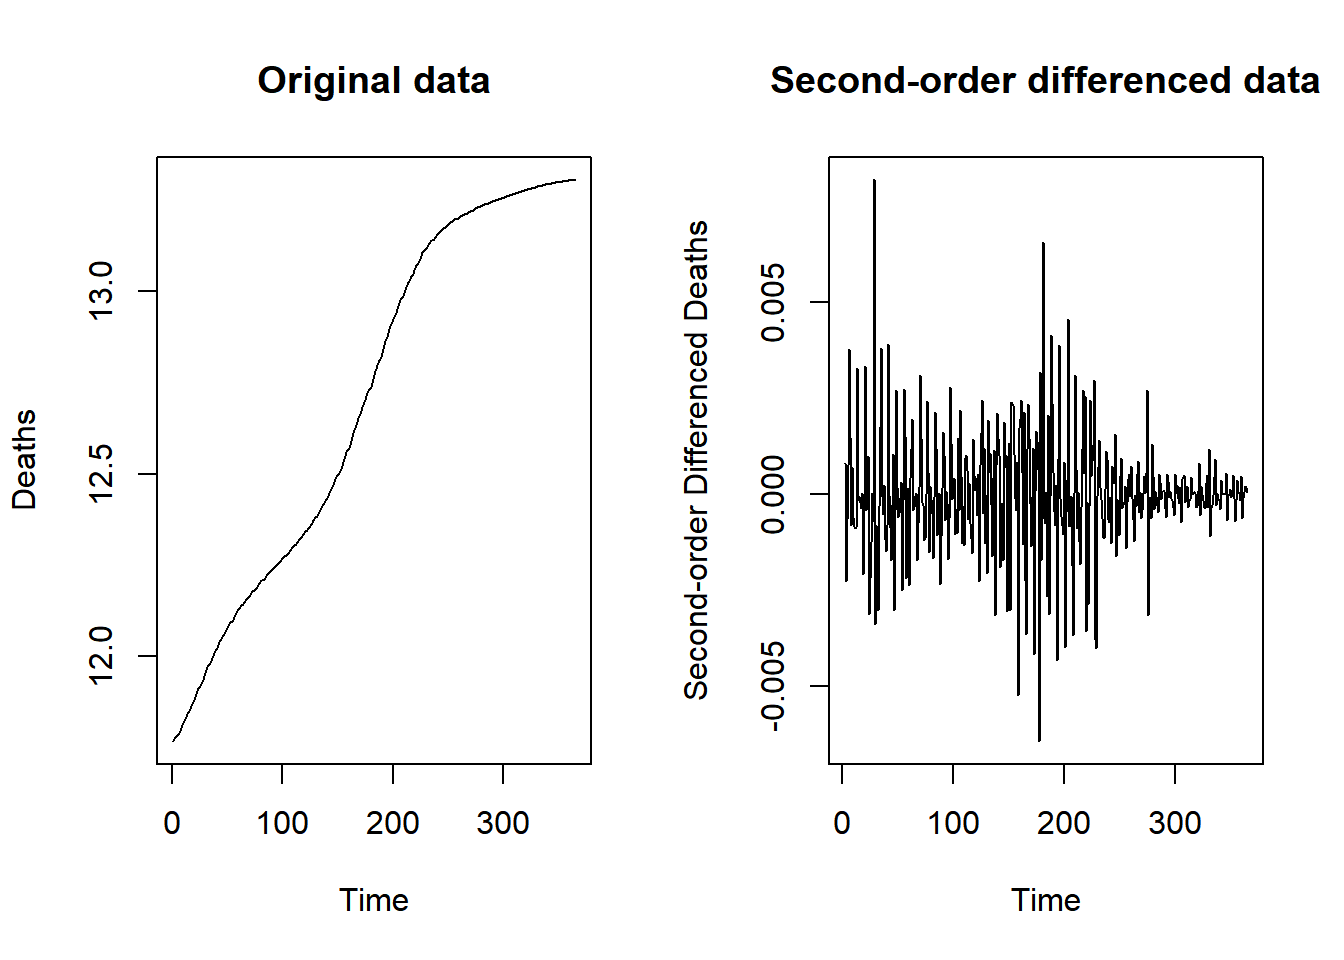 Original data
Deaths
13.0
12.5
12.0
0 100 200 300
Time
Second-order differenced data
Second-order Differenced Deaths
0.005
0.000
-0.005
0 100 200 300
Time